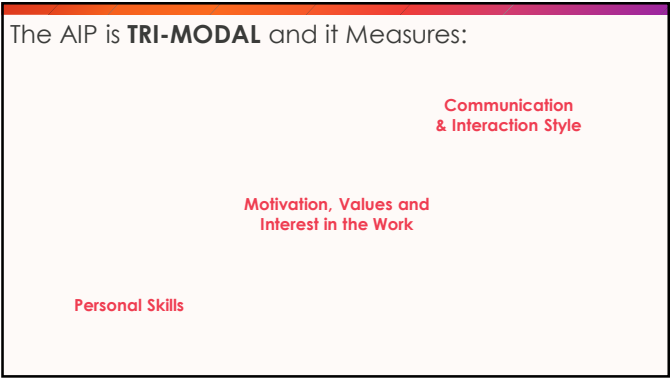 The AIP is TRI-MODAL and it Measures:
Communication
& Interaction Style
Motivation, Values and
Interest in the Work
Personal Skills